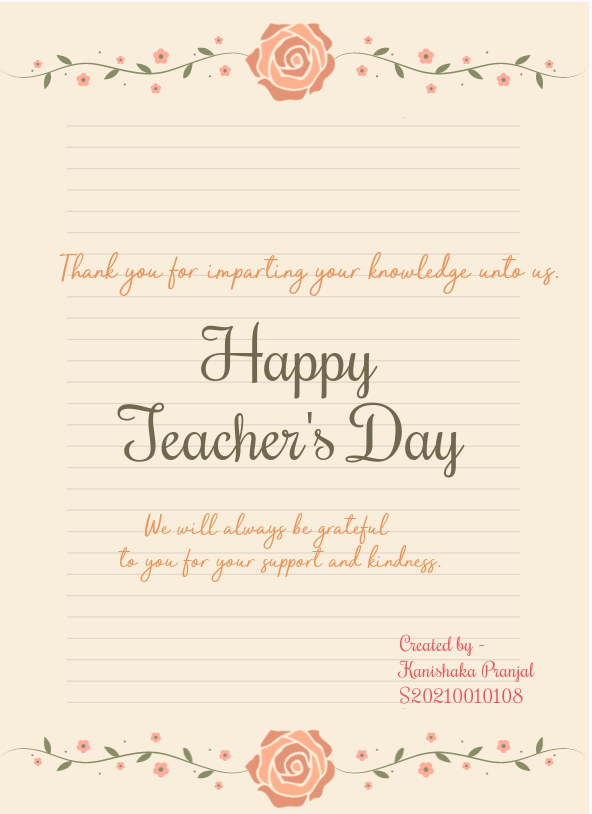 Thank you for imparting your knowledge unto us.
Happy
Teacher's Day
We will always be grateful
to you for your support and kindness.
Created by -
Kanishaka Pranjal
S20210010108